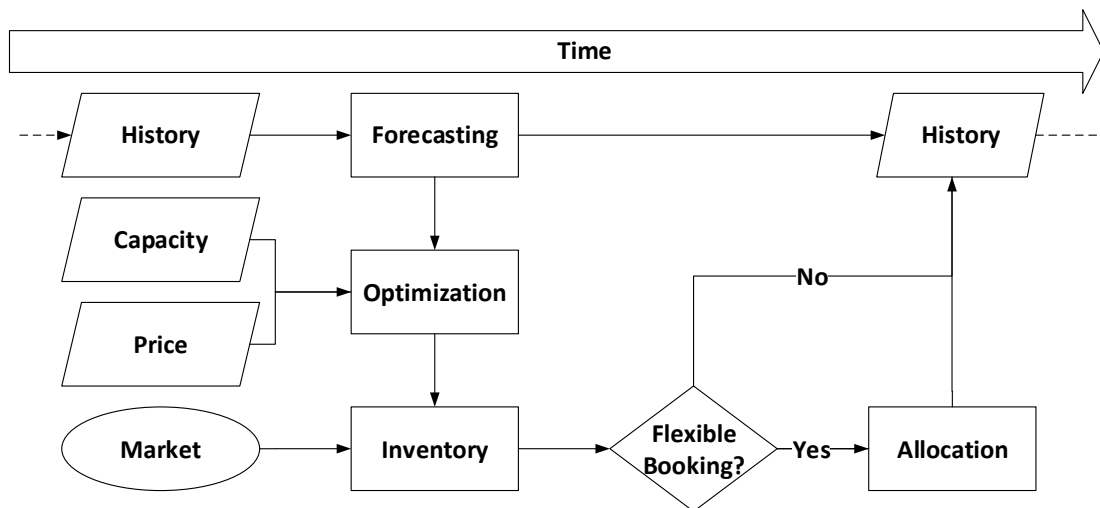 Time
History
Forecasting
History
Capacity
Optimization
No
Price
Market
Inventory
Flexible
Booking?
Yes
Allocation